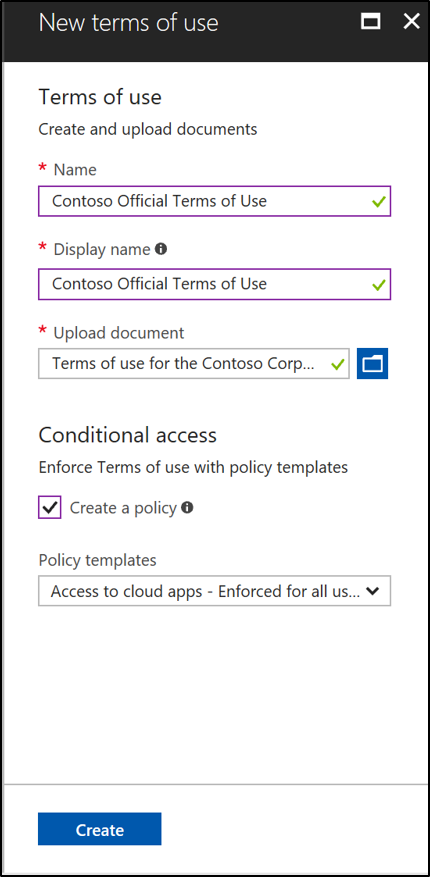 New terms of use
Terms of use
Create and upload documents
* Name
Contoso Official Terms of Use
* Display name
Contoso Official Terms of Use
* Upload document
Terms of use for the Contoso Corp...
Conditional access
Enforce Terms of use with policy templates
Create a policy
Policy templates
Access to cloud apps - Enforced for all us...
Create